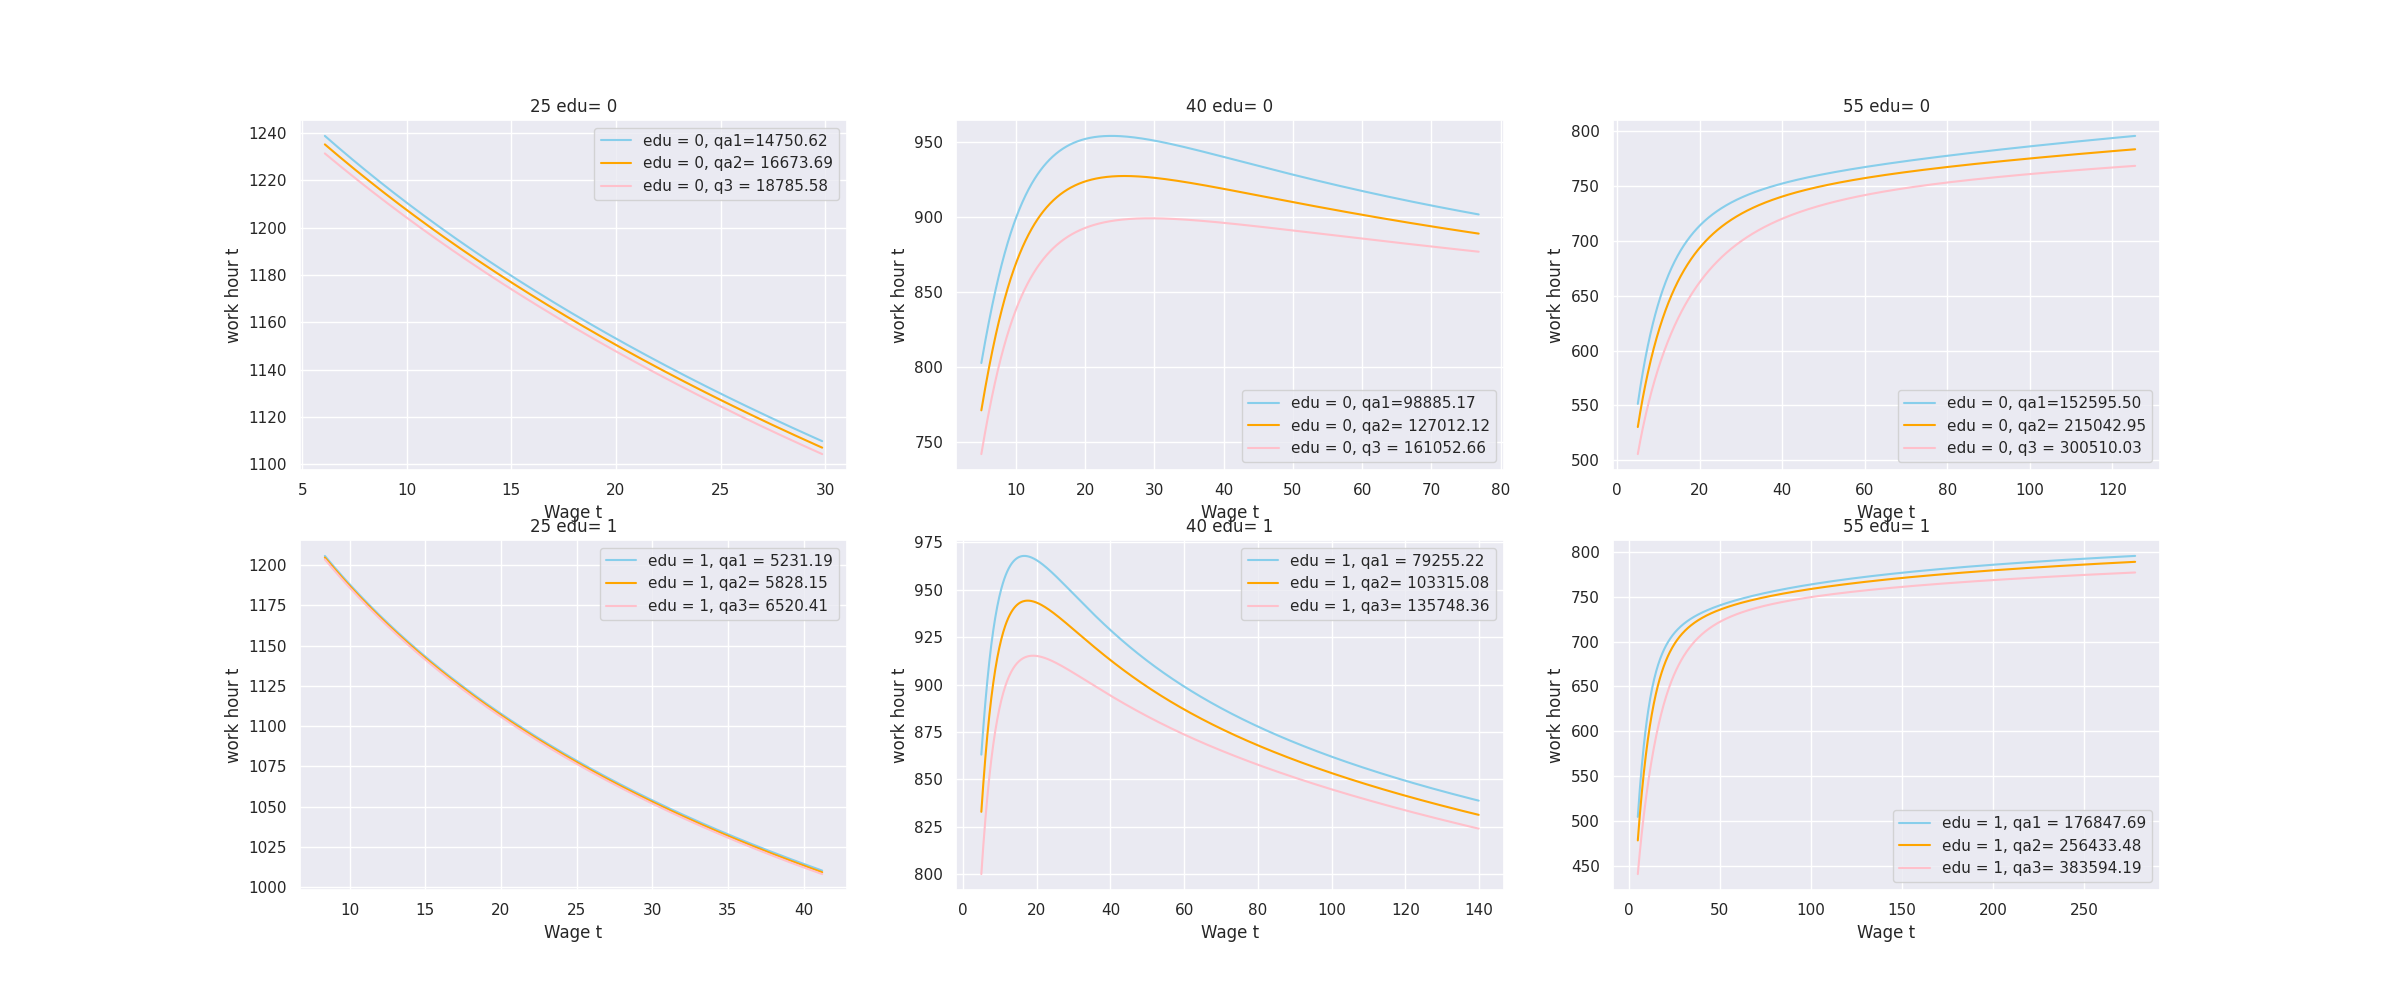 25 edu= 0
1240
1220
1200
1180
1160
1140
1120
1100
work hour t
edu = 0, qa1=14750.62
edu = 0, qa2= 16673.69
edu = 0, q3 = 18785.58
5 10 15 20 25 30
Wage t
40 edu= 0
950
900
850
800
750
work hour t
edu = 0, qa1=98885.17
edu = 0, qa2= 127012.12
edu = 0, q3 = 161052.66
10 20 30 40 50 60 70 80
Wage t
55 edu= 0
800
750
700
650
600
550
500
work hour t
edu = 0, qa1=152595.50
edu = 0, qa2= 215042.95
edu = 0, q3 = 300510.03
0 20 40 60 80 100 120
Wage t
25 edu= 1
1200
1175
1150
1125
1100
1075
1050
1025
1000
work hour t
edu = 1, qa1 = 5231.19
edu = 1, qa2= 5828.15
edu = 1, qa3= 6520.41
10 15 20 25 30 35 40
Wage t
40 edu= 1
975
950
925
900
875
850
825
800
work hour t
edu = 1, qa1 = 79255.22
edu = 1, qa2= 103315.08
edu = 1, qa3= 135748.36
0 20 40 60 80 100 120 140
Wage t
55 edu= 1
800
750
700
650
600
550
500
450
work hour t
edu = 1, qa1 = 176847.69
edu = 1, qa2= 256433.48
edu = 1, qa3= 383594.19
0 50 100 150 200 250
Wage t